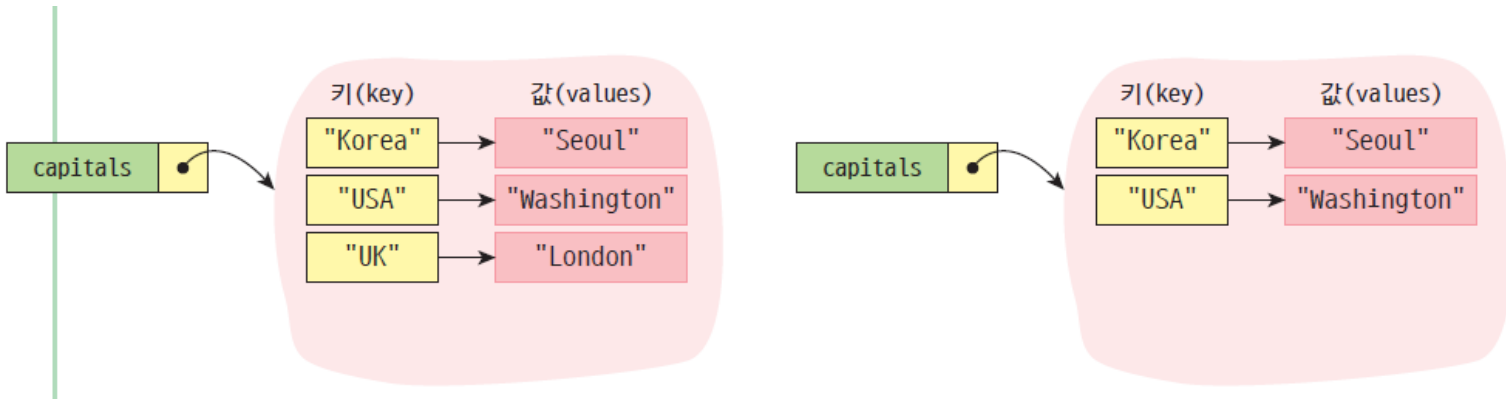 키(key) 값(values)
capitals
"Korea" "Seoul"
"USA" "Washington"
"UK" "London"
키(key) 값(values)
capitals
"Korea" "Seoul"
"USA" "Washington"